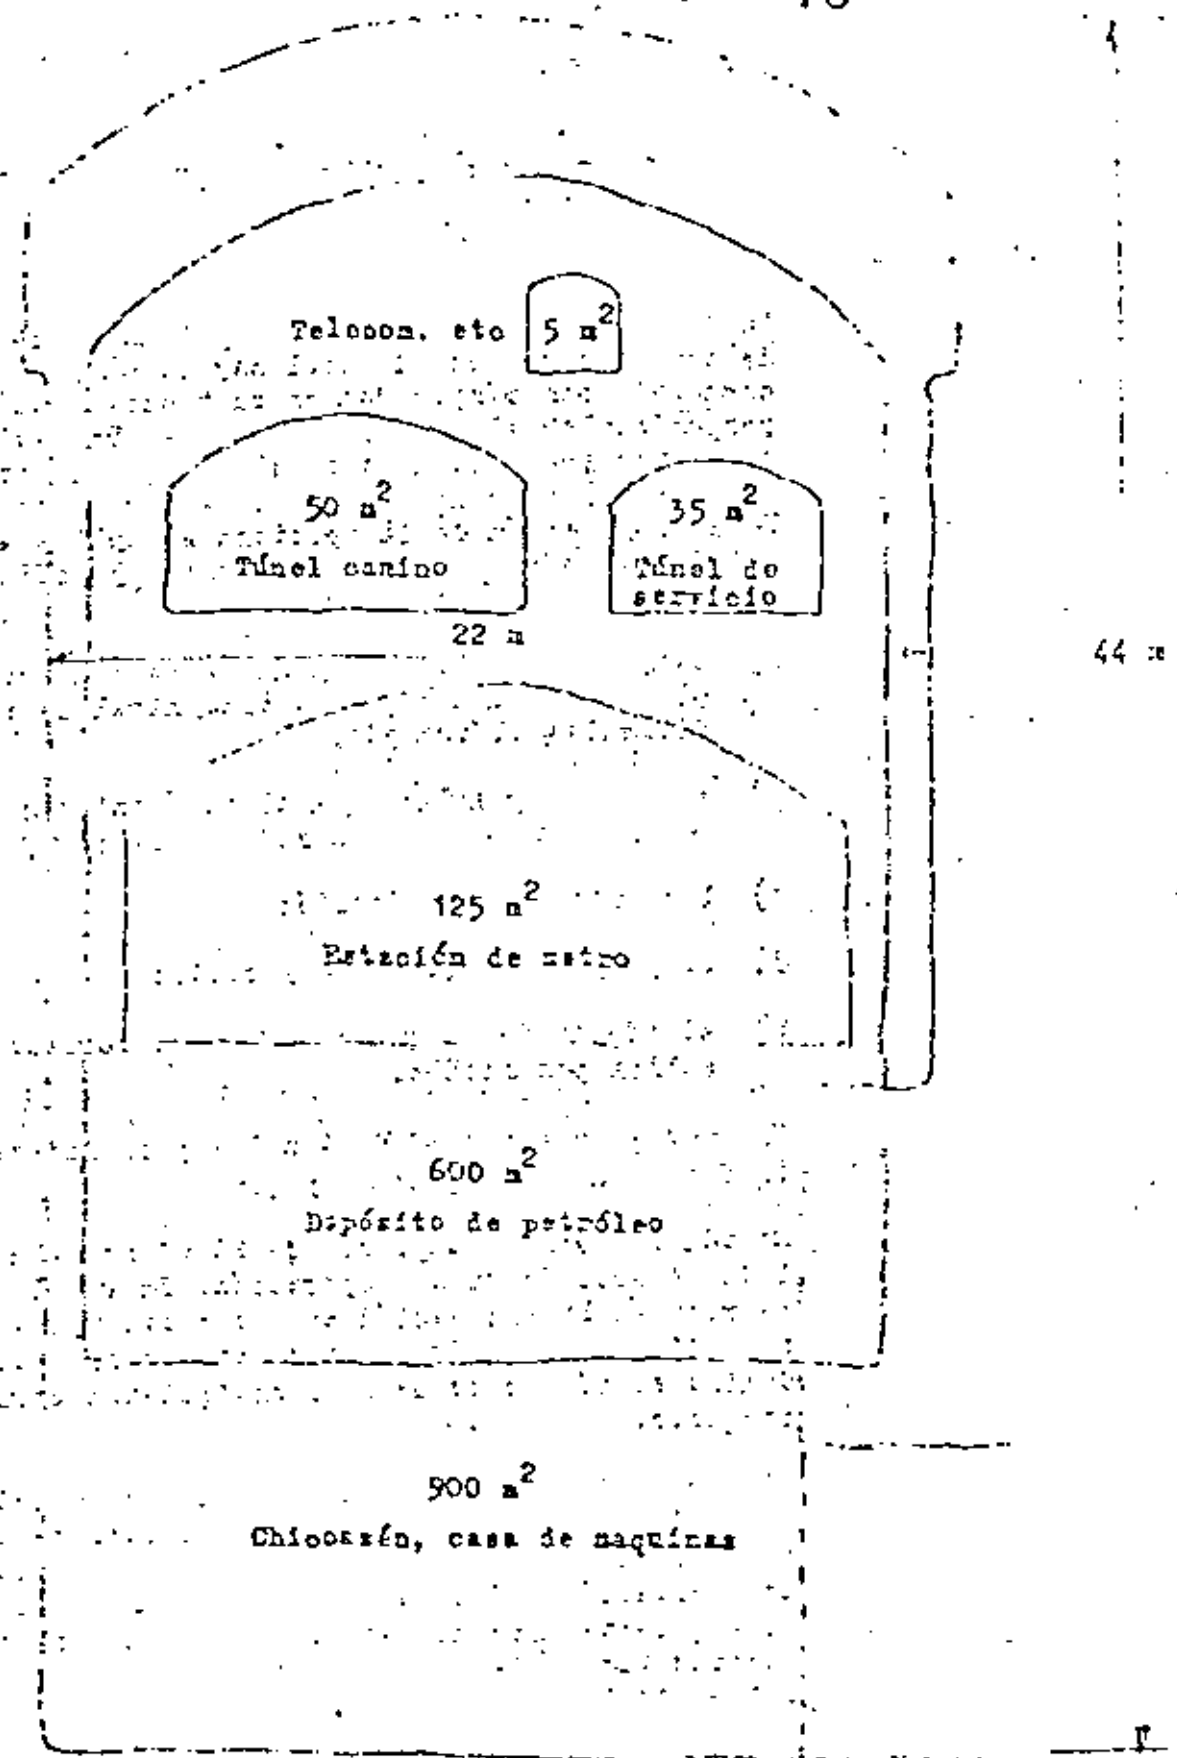 Telecom. etc 5 m²
50 m²
Túnel camino
35 m²
Túnel de
servicio
22 m
44 m
125 m²
Estación de metro
600 m²
Depósito de petróleo
900 m²
Chicoasén, casa de maquinas